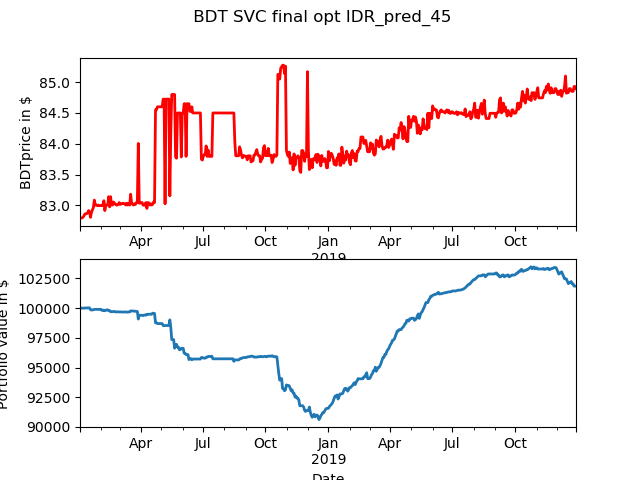 BDT SVC final opt IDR_pred_45
BDTprice in $
85.0
84.5
84.0
83.5
83.0
Apr Jul Oct Jan Apr Jul Oct
2019
Portfolio value in $
102500
100000
97500
95000
92500
90000
Apr Jul Oct Jan Apr Jul Oct
2019
Date